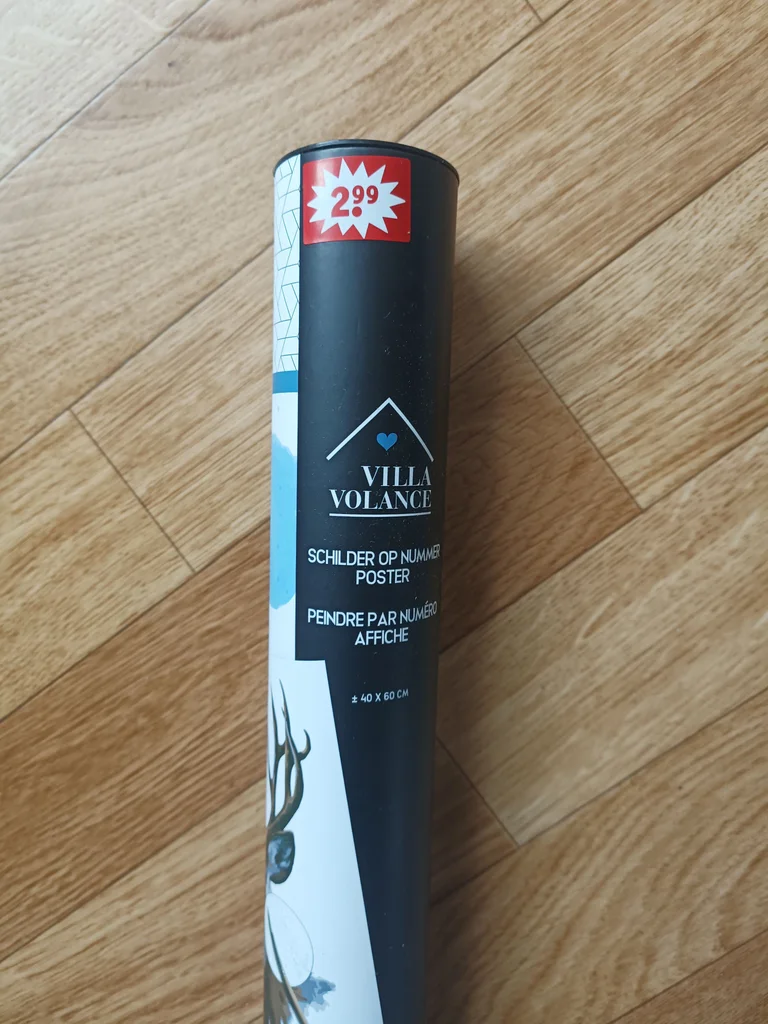 2.99
VILLA
VOLANCE
SCHILDER OP NUMMER
POSTER
PEINDRE PAR NUMÉRO
AFFICHE
± 40 X 60 CM